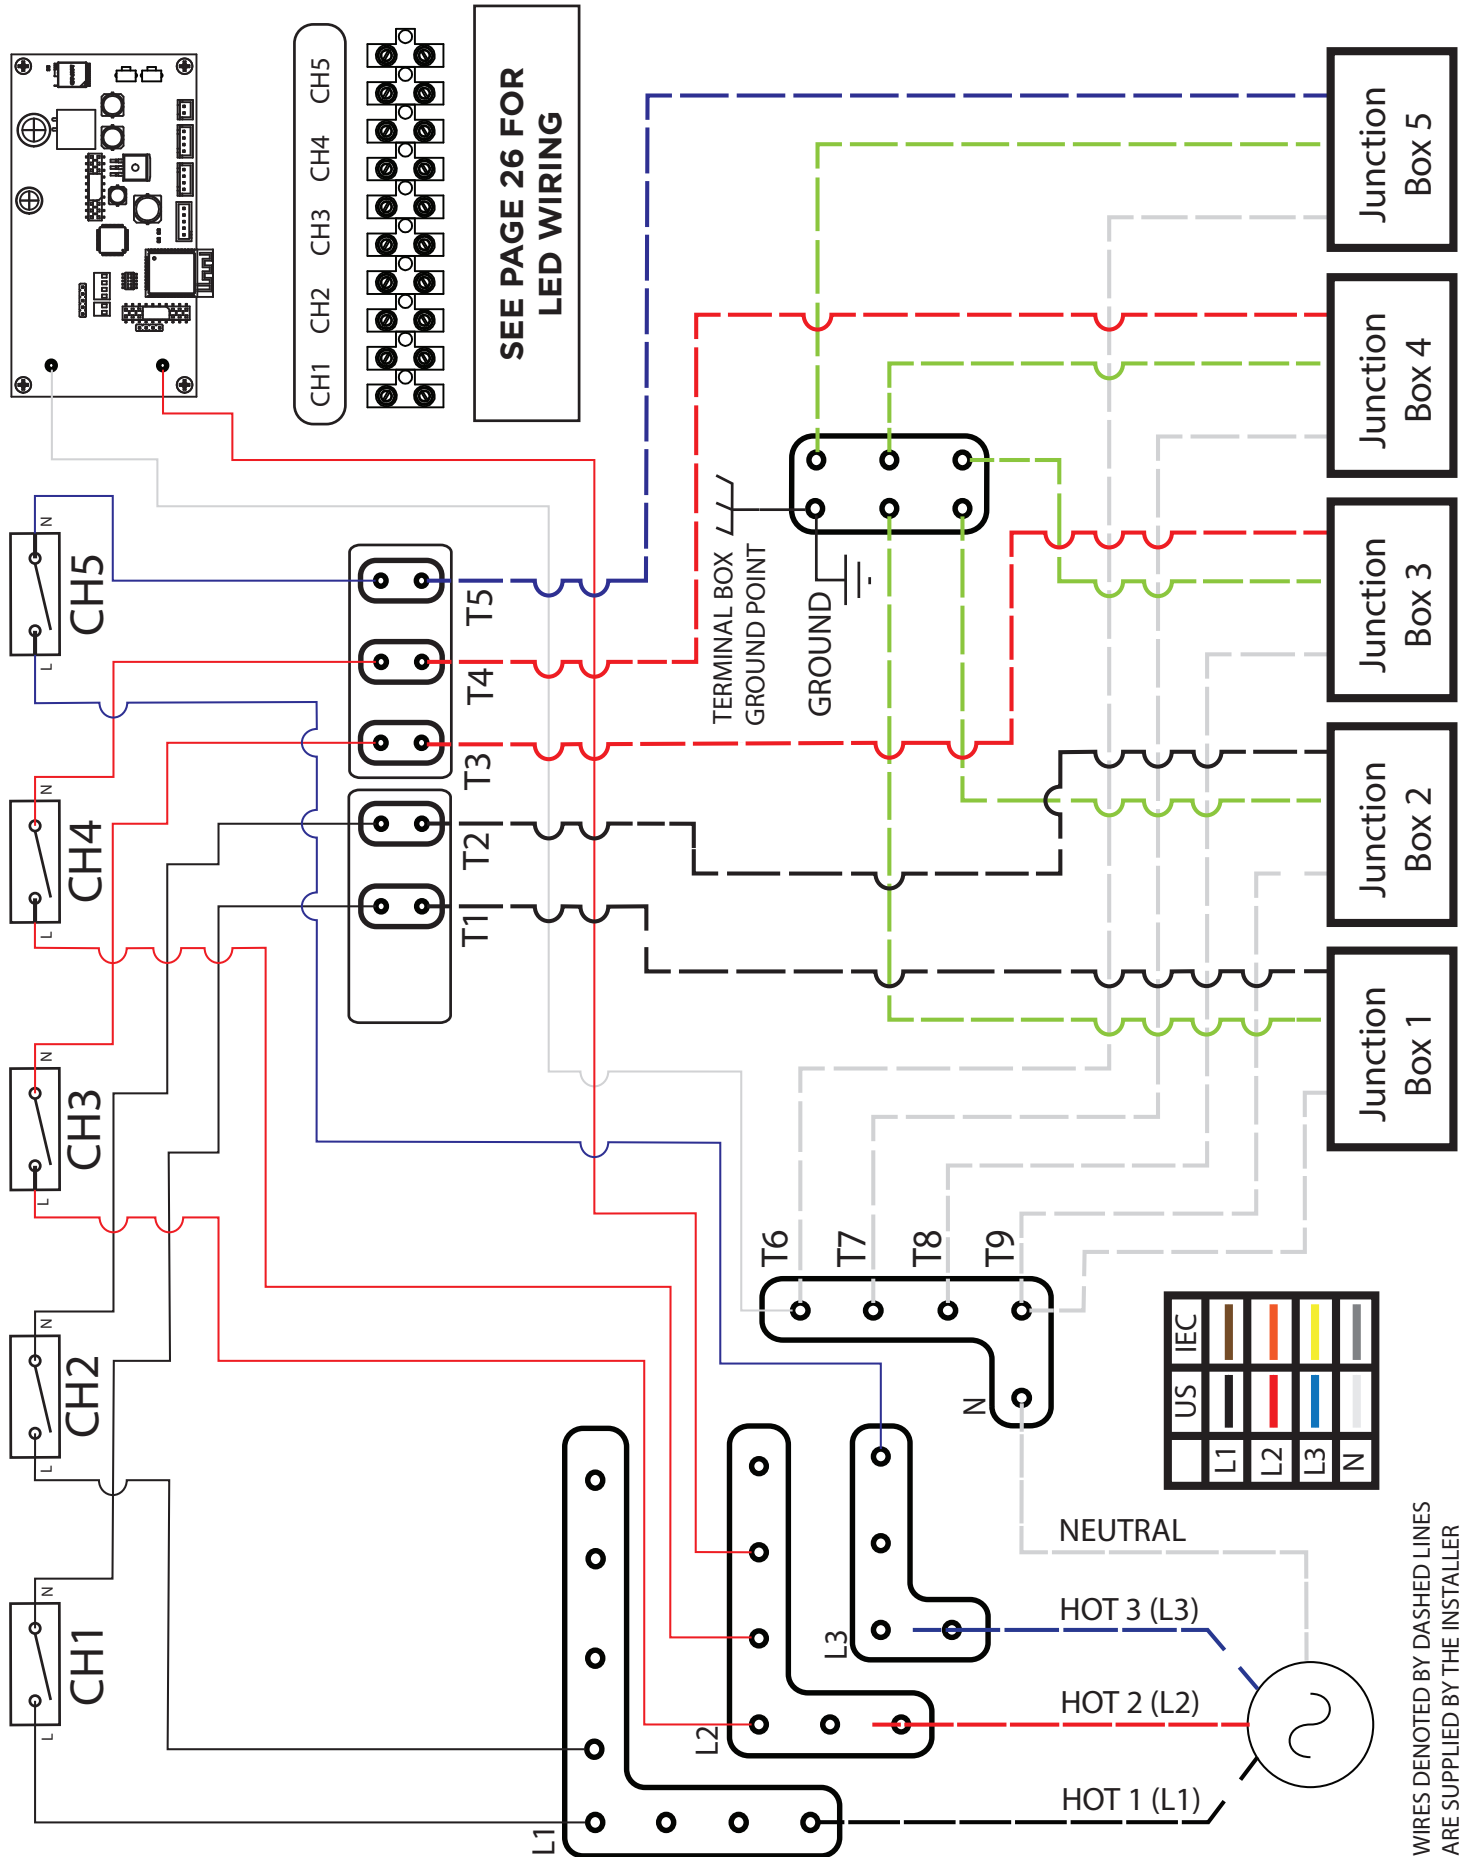 CH1
CH2
CH3
CH4
CH5
SEE PAGE 26 FOR
LED WIRING
L
N
CH1
L
N
CH2
L
N
CH3
L
N
CH4
L
N
CH5
T1
T2
T3
T4
T5
TERMINAL BOX
GROUND POINT
GROUND
L1
L2
L3
N
T6
T7
T8
T9
HOT 1 (L1)
HOT 2 (L2)
HOT 3 (L3)
NEUTRAL
US
IEC
L1
L2
L3
N
Junction
Box 1
Junction
Box 2
Junction
Box 3
Junction
Box 4
Junction
Box 5
WIRES DENOTED BY DASHED LINES
ARE SUPPLIED BY THE INSTALLER